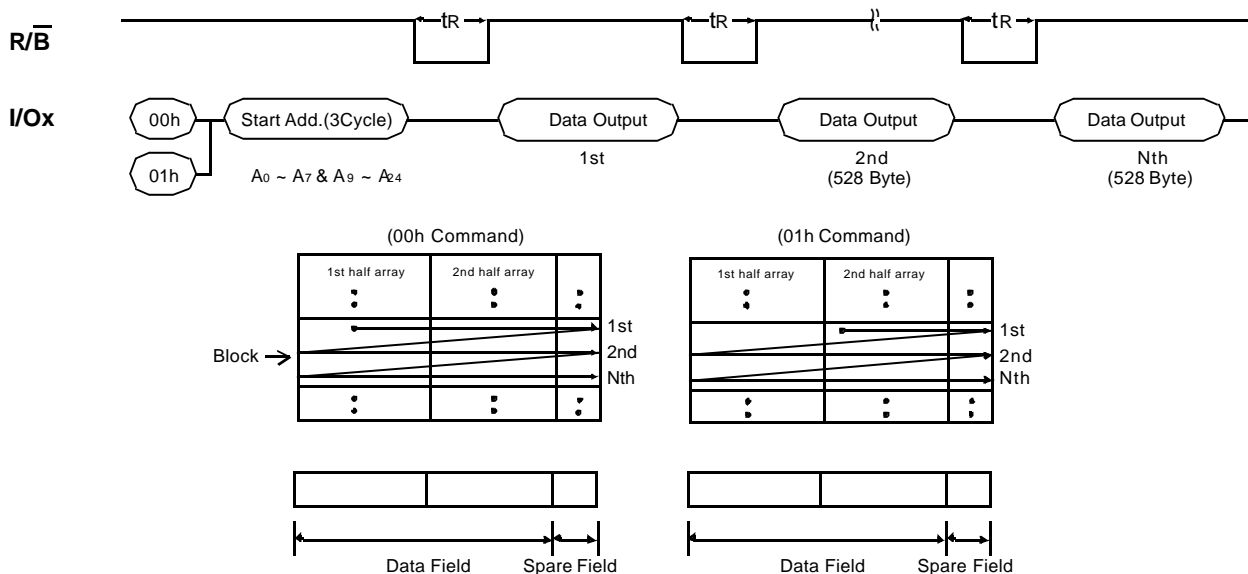 R/B tR tR tR
I/Ox 00h Start Add.(3Cycle) Data Output Data Output Data Output
01h A0 ~ A7 & A9 ~ A24 1st 2nd Nth
(528 Byte) (528 Byte)
(00h Command) (01h Command)
1st half array 2nd half array 1st half array 2nd half array
1st 1st
Block 2nd 2nd
Nth Nth
Data Field Spare Field Data Field Spare Field